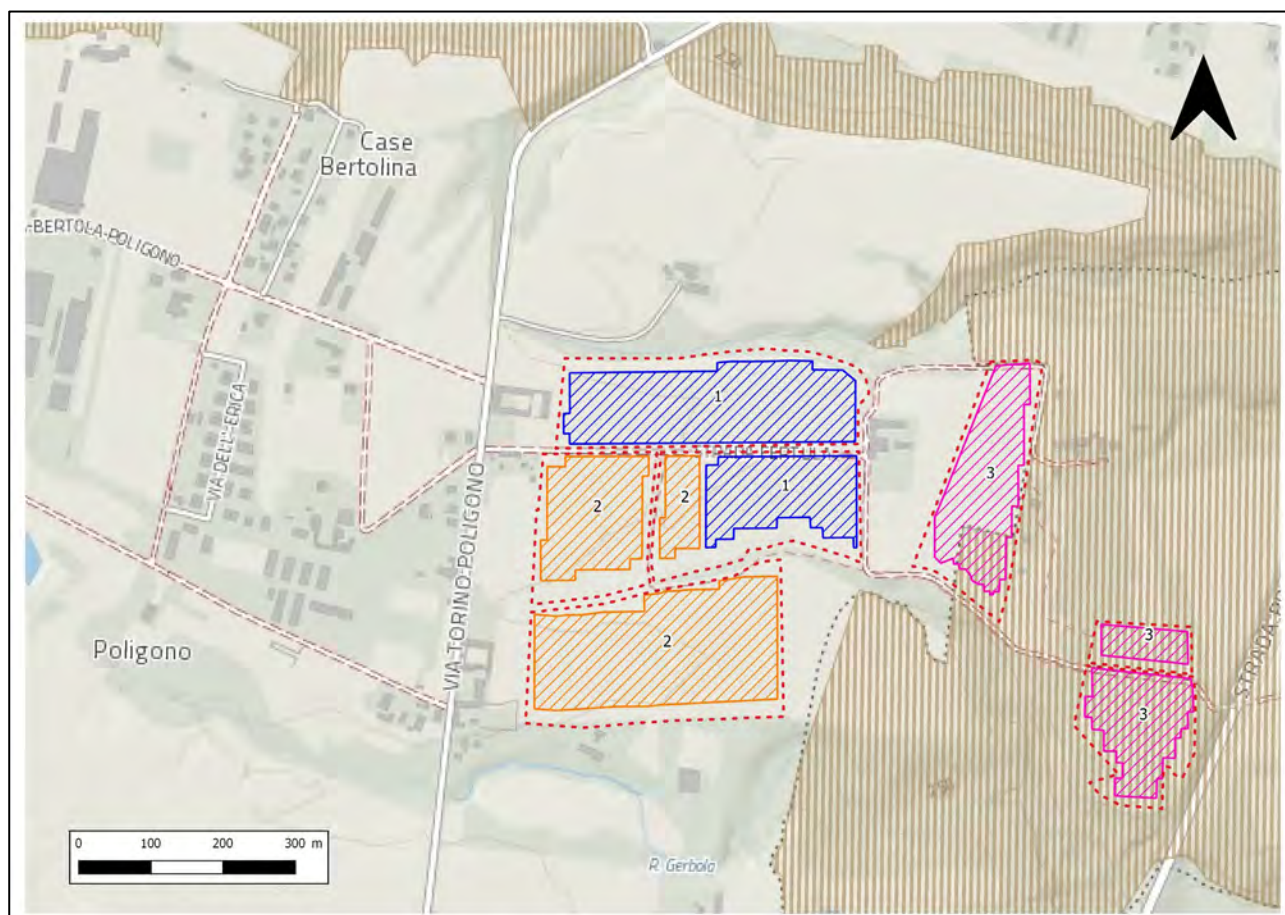 Case
Bertolina
-BERTOLA-POLIGONO
VIA-DELL'-ERICA
VIA-TORINO-POLIGONO
1
2
2
1
3
2
3
3
Poligono
0 100 200 300 m
R. Gerbola